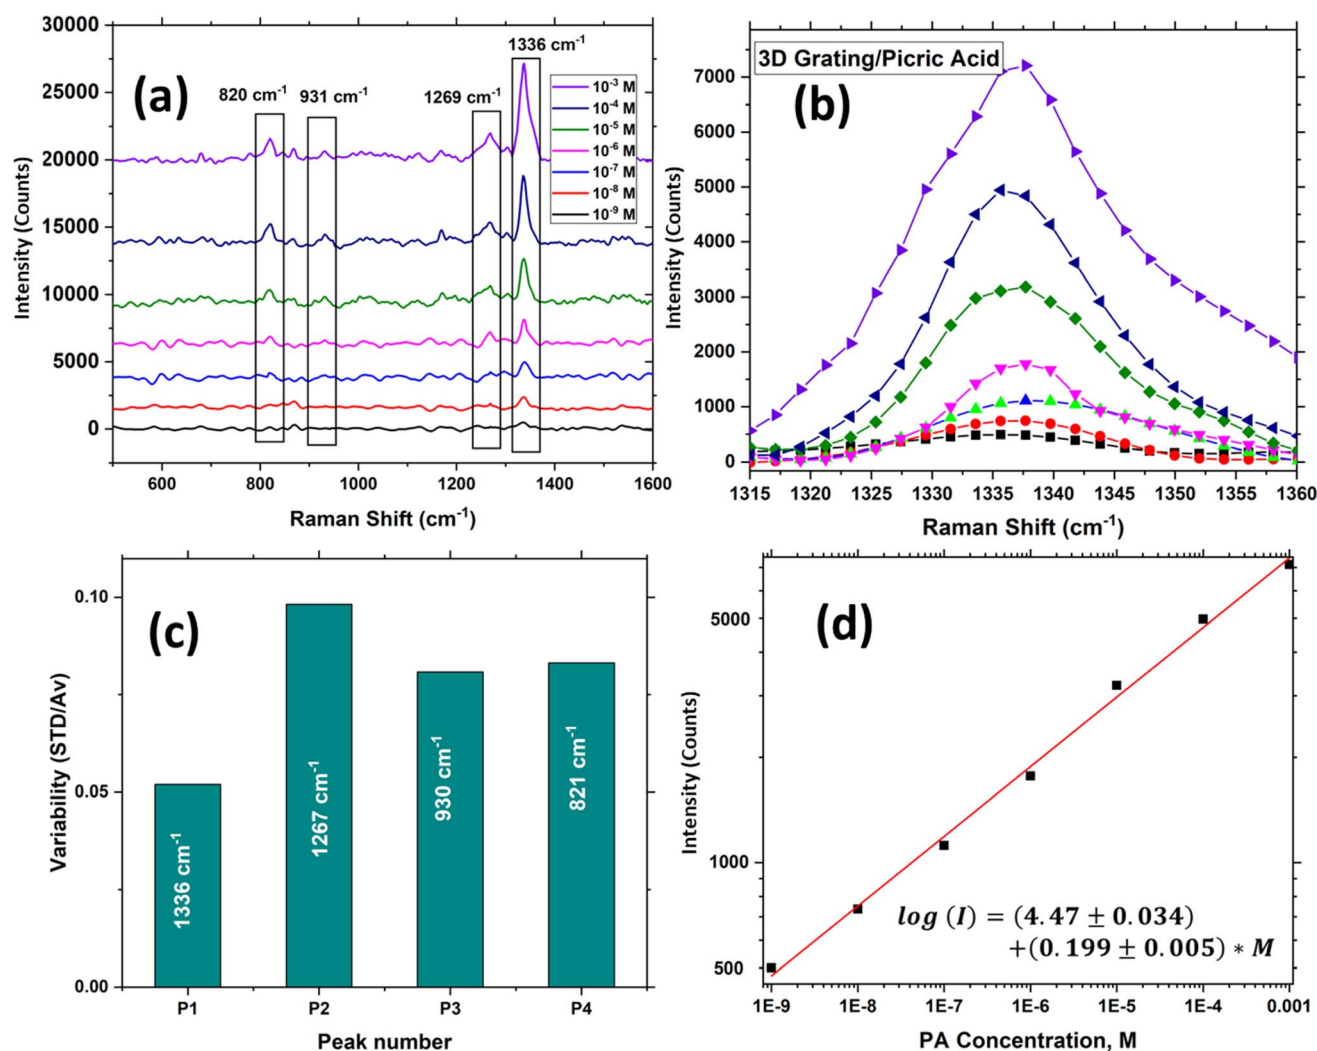 (a)
30000
25000
20000
15000
10000
5000
0
Intensity (Counts)
820 cm⁻¹
931 cm⁻¹
1269 cm⁻¹
1336 cm⁻¹
10⁻³ M
10⁻⁴ M
10⁻⁵ M
10⁻⁶ M
10⁻⁷ M
10⁻⁸ M
10⁻⁹ M
600 800 1000 1200 1400 1600
Raman Shift (cm⁻¹)
3D Grating/Picric Acid
(b)
7000
6000
5000
4000
3000
2000
1000
0
Intensity (Counts)
1315 1320 1325 1330 1335 1340 1345 1350 1355 1360
Raman Shift (cm⁻¹)
(c)
0.10
0.05
0.00
Variability (STD/Av)
1336 cm⁻¹
1267 cm⁻¹
930 cm⁻¹
821 cm⁻¹
P1 P2 P3 P4
Peak number
(d)
5000
1000
500
Intensity (Counts)
log (I) = (4.47 ± 0.034)
+(0.199 ± 0.005) * M
1E-9 1E-8 1E-7 1E-6 1E-5 1E-4 0.001
PA Concentration, M